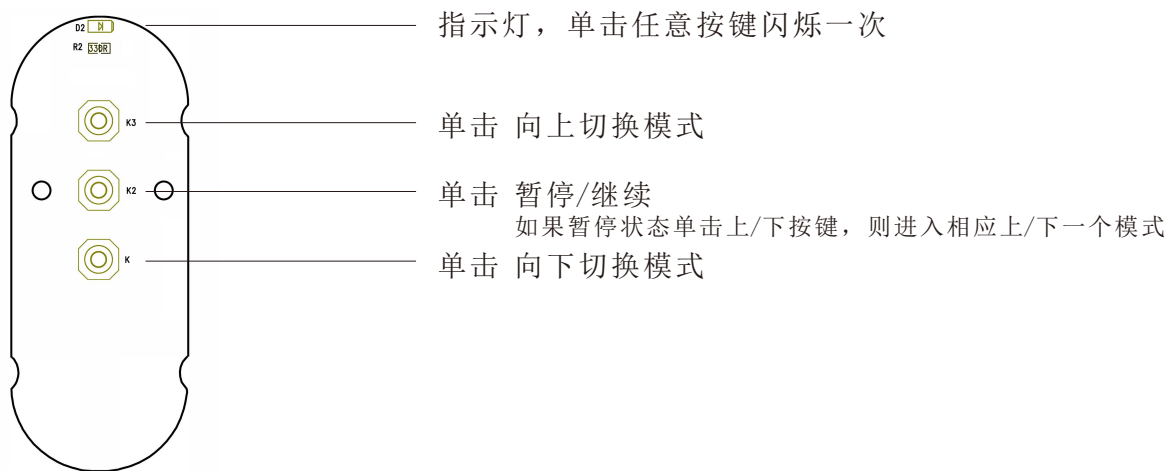 D2
指示灯，单击任意按键闪烁一次
R2 330R
K3
单击 向上切换模式
K2
单击 暂停/继续
如果暂停状态单击上/下按键，则进入相应上/下一个模式
K
单击 向下切换模式